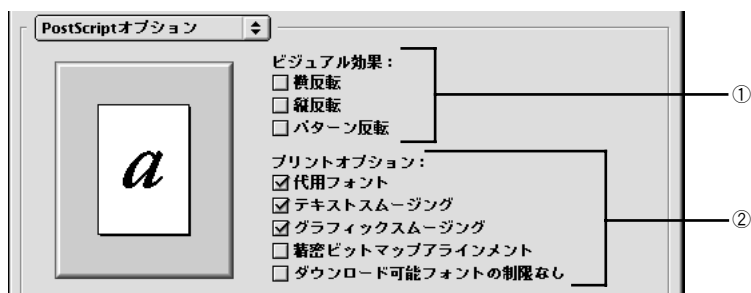 PostScriptオプション
ビジュアル効果：
横反転
縦反転
パターン反転
①
a
プリントオプション：
代用フォント
テキストスムージング
グラフィックスムージング
②
精密ビットマップアラインメント
ダウンロード可能フォントの制限なし